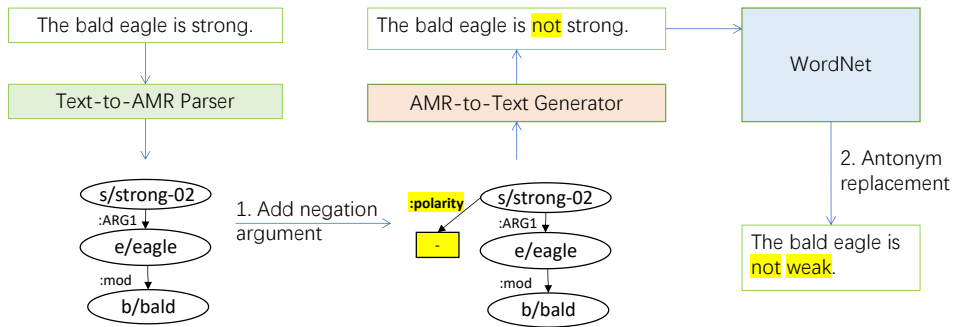 The bald eagle is strong.
Text-to-AMR Parser
s/strong-02
:ARG1
e/eagle
:mod
b/bald
1. Add negation
argument
The bald eagle is not strong.
AMR-to-Text Generator
:polarity
-
s/strong-02
:ARG1
e/eagle
:mod
b/bald
WordNet
2. Antonym
replacement
The bald eagle is
not weak.